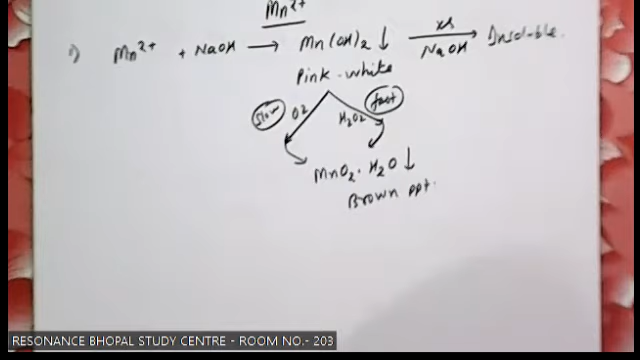 Mn²⁺
1) Mn²⁺ + NaOH → Mn(OH)₂ ↓ xs NaOH → Insoluble.
Pink-white
slow O₂ H₂O₂ fast
MnO₂·H₂O ↓
Brown ppt.
RESONANCE BHOPAL STUDY CENTRE - ROOM NO.- 203